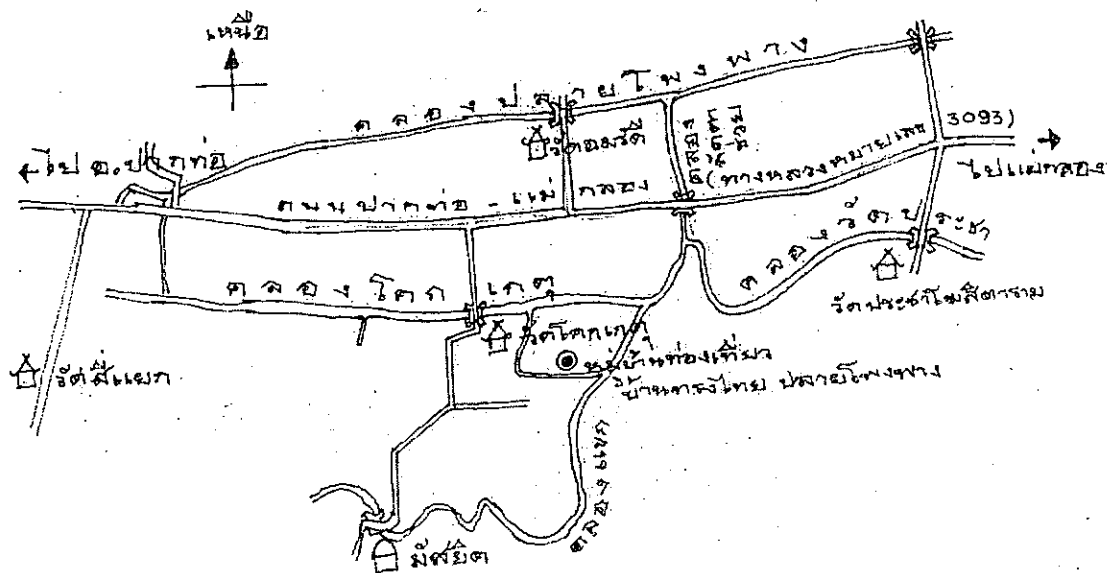 เหนือ
คลองปลายโพงพาง
←ไป อ.ปากท่อ
วัดอมรดี
3093)
(ทางหลวงหมายเลข
ไปแม่กลอง
ถนนปากท่อ - แม่กลอง
คลองวัดประชา
คลองโคกเกตุ
วัดประชาโฆสิตาราม
วัดโคกเกตุ
วัดสี่แยก
หมู่บ้านท่องเที่ยว
บ้านทรงไทย ปลายโพงพาง
คลองแขก
มัสยิด